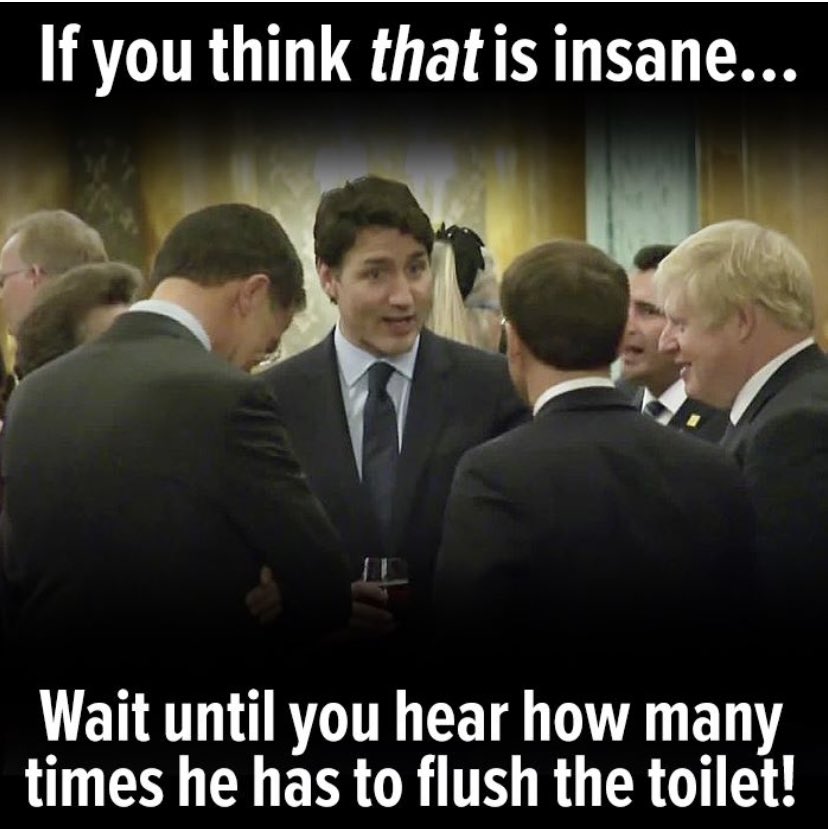 If you think that is insane...
Wait until you hear how many
times he has to flush the toilet!